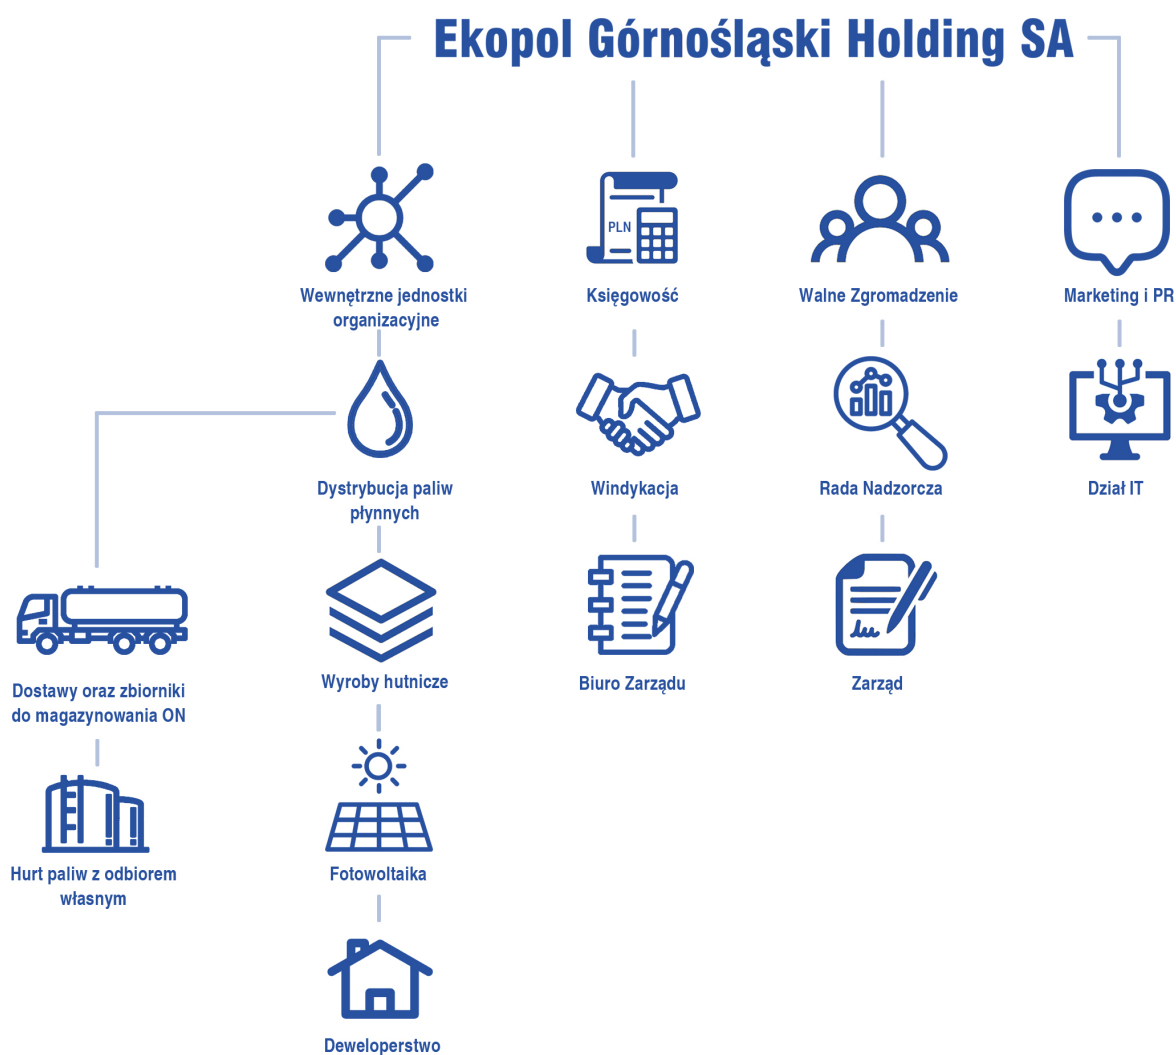 Ekopol Górnośląski Holding SA
Wewnętrzne jednostki
organizacyjne
PLN
Księgowość
Walne Zgromadzenie
Marketing i PR
Dystrybucja paliw
płynnych
Windykacja
Rada Nadzorcza
Dział IT
Dostawy oraz zbiorniki
do magazynowania ON
Wyroby hutnicze
Biuro Zarządu
Zarząd
Hurt paliw z odbiorem
własnym
Fotowoltaika
Deweloperstwo